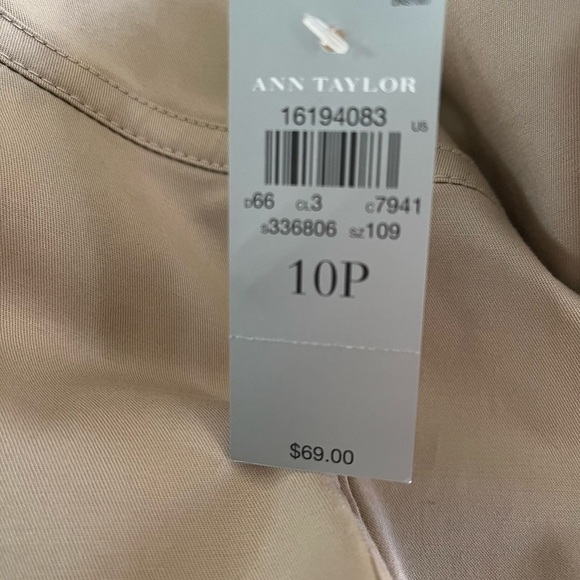 ANN TAYLOR
16194083
US
D66 CL3 C7941
S336806 SZ109
10P
$69.00